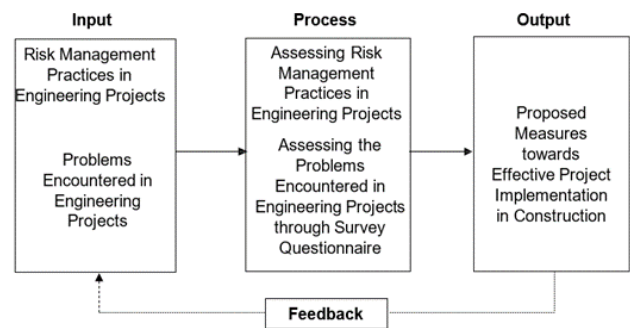 Input
Process
Output
Risk Management
Practices in
Engineering Projects
Problems
Encountered in
Engineering
Projects
Assessing Risk
Management
Practices in
Engineering Projects
Assessing the
Problems
Encountered in
Engineering Projects
through Survey
Questionnaire
Proposed
Measures
towards
Effective Project
Implementation
in Construction
Feedback